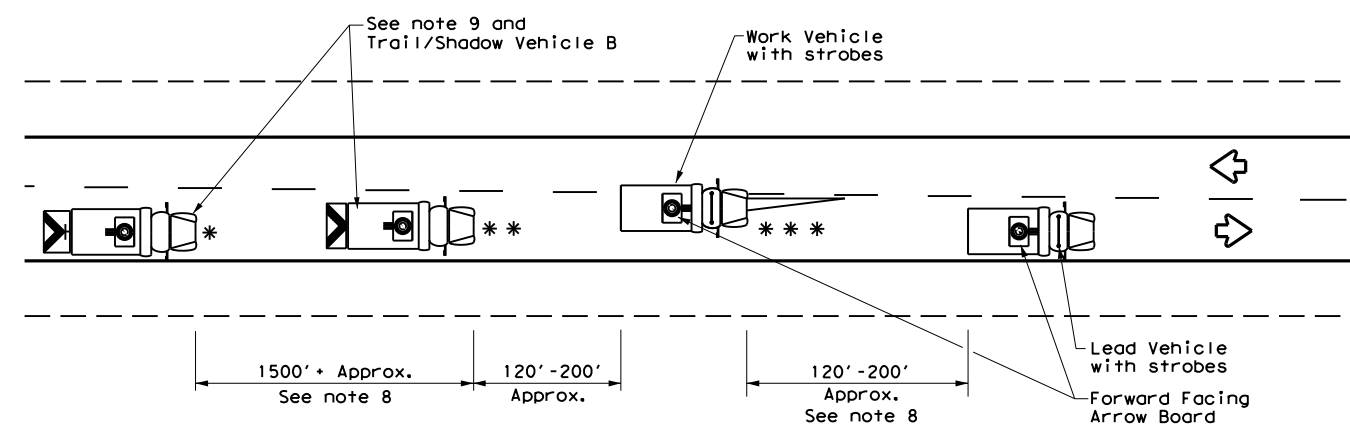 See note 9 and
Trail/Shadow Vehicle B
Work Vehicle
with strobes
*
* *
* * *
1500'+ Approx.
See note 8
120'-200'
Approx.
120'-200'
Approx.
See note 8
Lead Vehicle
with strobes
Forward Facing
Arrow Board